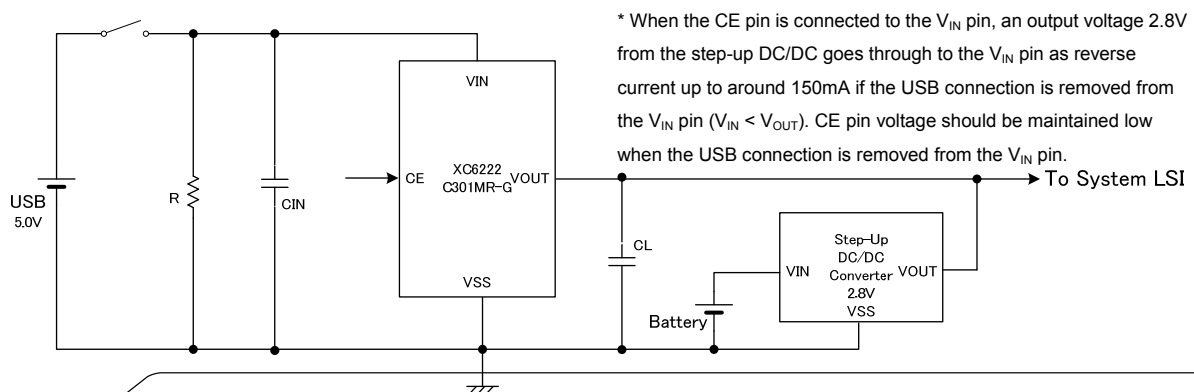 * When the CE pin is connected to the VIN pin, an output voltage 2.8V
from the step-up DC/DC goes through to the VIN pin as reverse
current up to around 150mA if the USB connection is removed from
the VIN pin (VIN < VOUT). CE pin voltage should be maintained low
when the USB connection is removed from the VIN pin.
VIN
CE
XC6222
C301MR-G
VOUT
VSS
To System LSI
USB
5.0V
R
CIN
CL
Step-Up
DC/DC
Converter
2.8V
VIN
VOUT
VSS
Battery